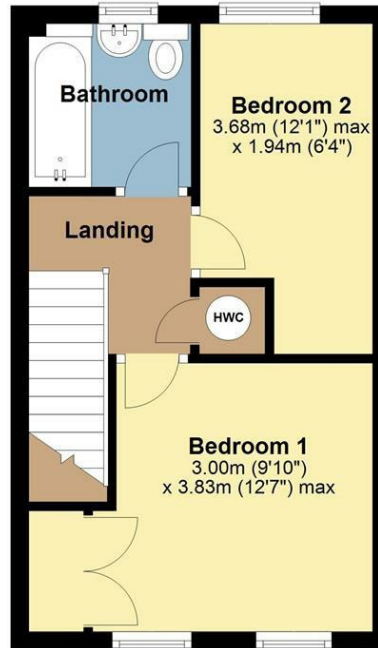 Bathroom
Bedroom 2
3.68m (12'1") max
x 1.94m (6'4")
Landing
HWC
Bedroom 1
3.00m (9'10")
x 3.83m (12'7") max